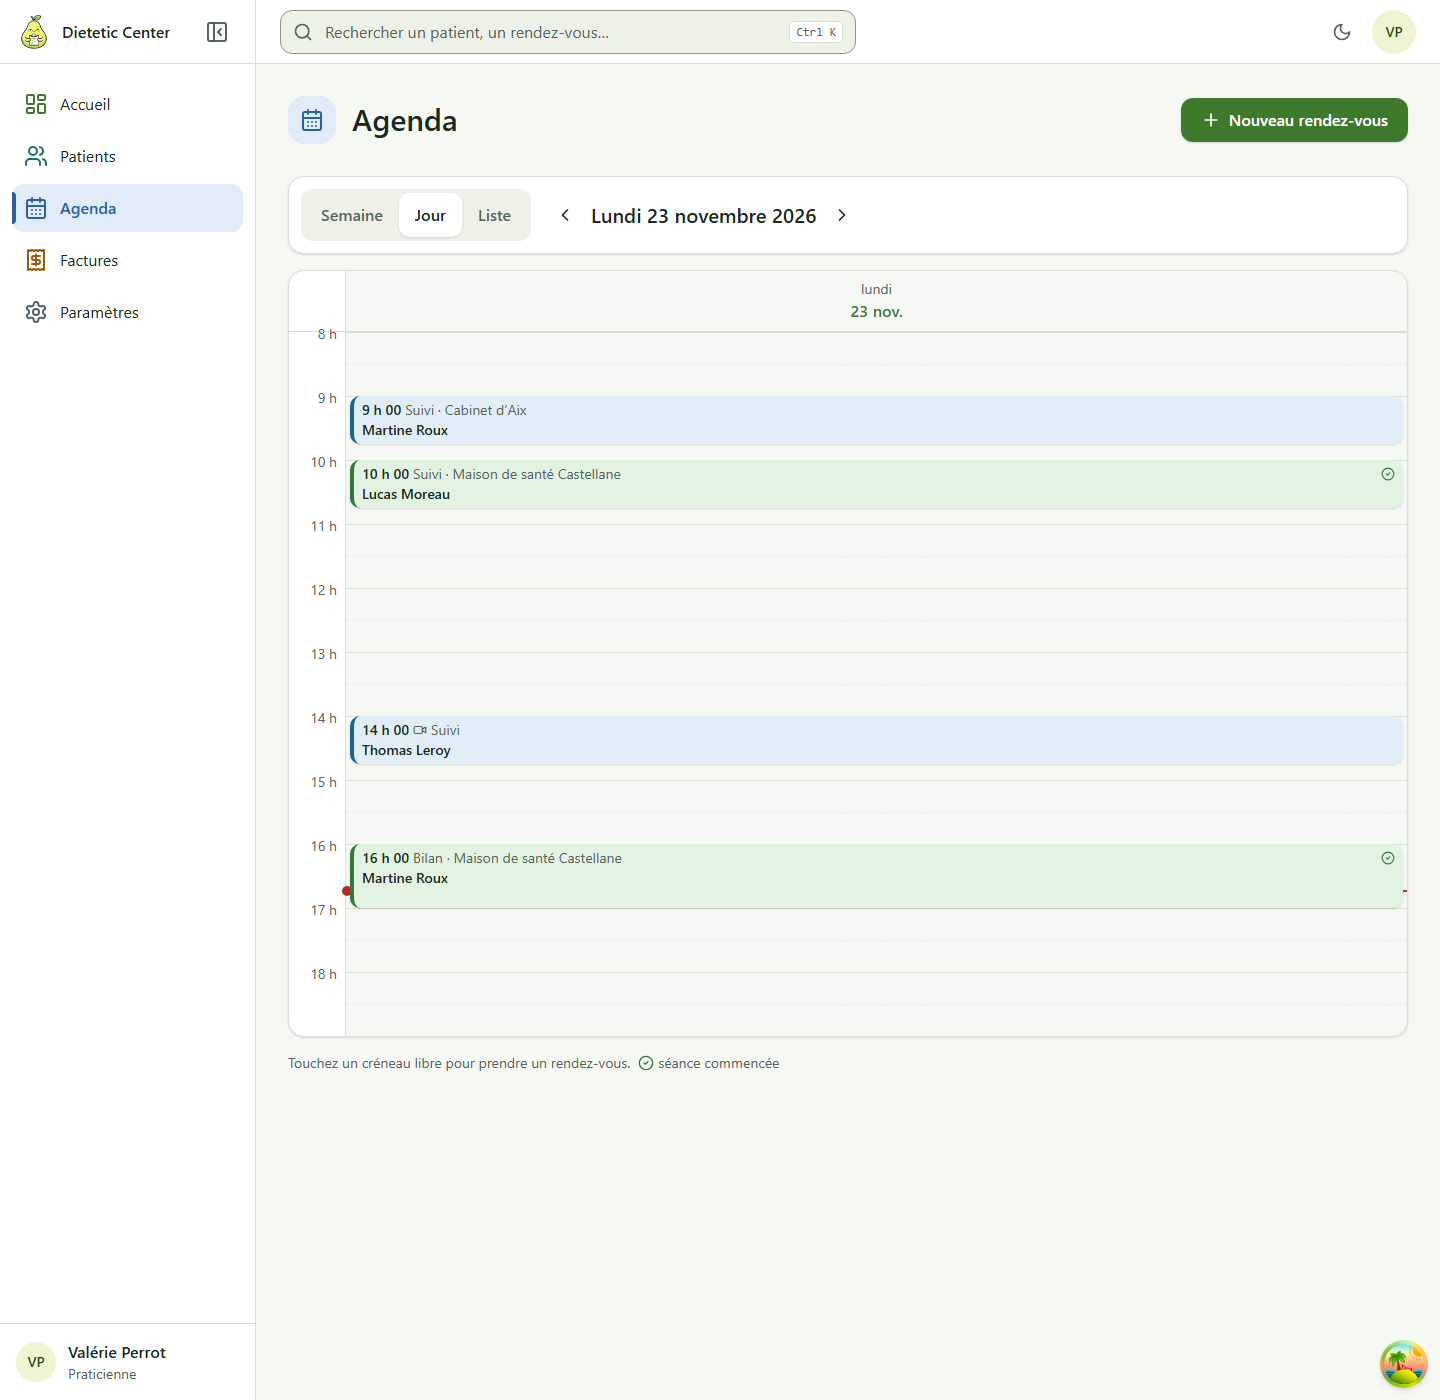 Dietetic Center
Rechercher un patient, un rendez-vous...
Ctrl K
VP
Accueil
Patients
Agenda
Factures
Paramètres
Agenda
Nouveau rendez-vous
Semaine
Jour
Liste
Lundi 23 novembre 2026
lundi
23 nov.
8 h
9 h
9 h 00 Suivi · Cabinet d’Aix
Martine Roux
10 h
10 h 00 Suivi · Maison de santé Castellane
Lucas Moreau
11 h
12 h
13 h
14 h
14 h 00 Suivi
Thomas Leroy
15 h
16 h
16 h 00 Bilan · Maison de santé Castellane
Martine Roux
17 h
18 h
Touchez un créneau libre pour prendre un rendez-vous. séance commencée
VP
Valérie Perrot
Praticienne